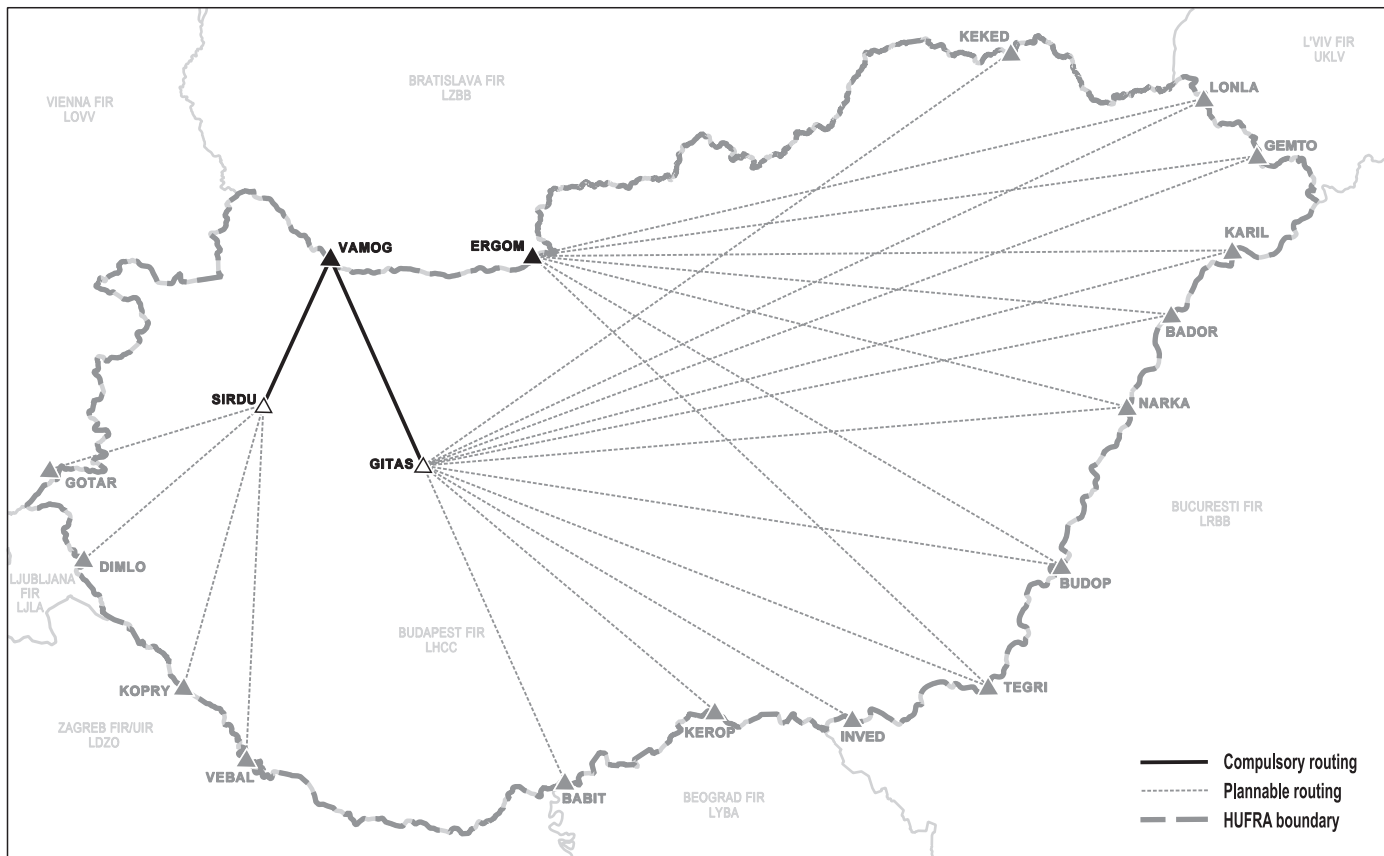 KEKED
L'VIV FIR
UKLV
BRATISLAVA FIR
LZBB
VIENNA FIR
LOVV
LONLA
GEMTO
KARIL
VAMOG
ERGOM
BADOR
SIRDU
NARKA
GITAS
GOTAR
BUCURESTI FIR
LRBB
DIMLO
LJUBLJANA
FIR
LJLA
BUDOP
BUDAPEST FIR
LHCC
KOPRY
TEGRI
ZAGREB FIR/UIR
LDZO
KEROP
INVED
VEBAL
BABIT
BEOGRAD FIR
LYBA
Compulsory routing
Plannable routing
HUFRA boundary